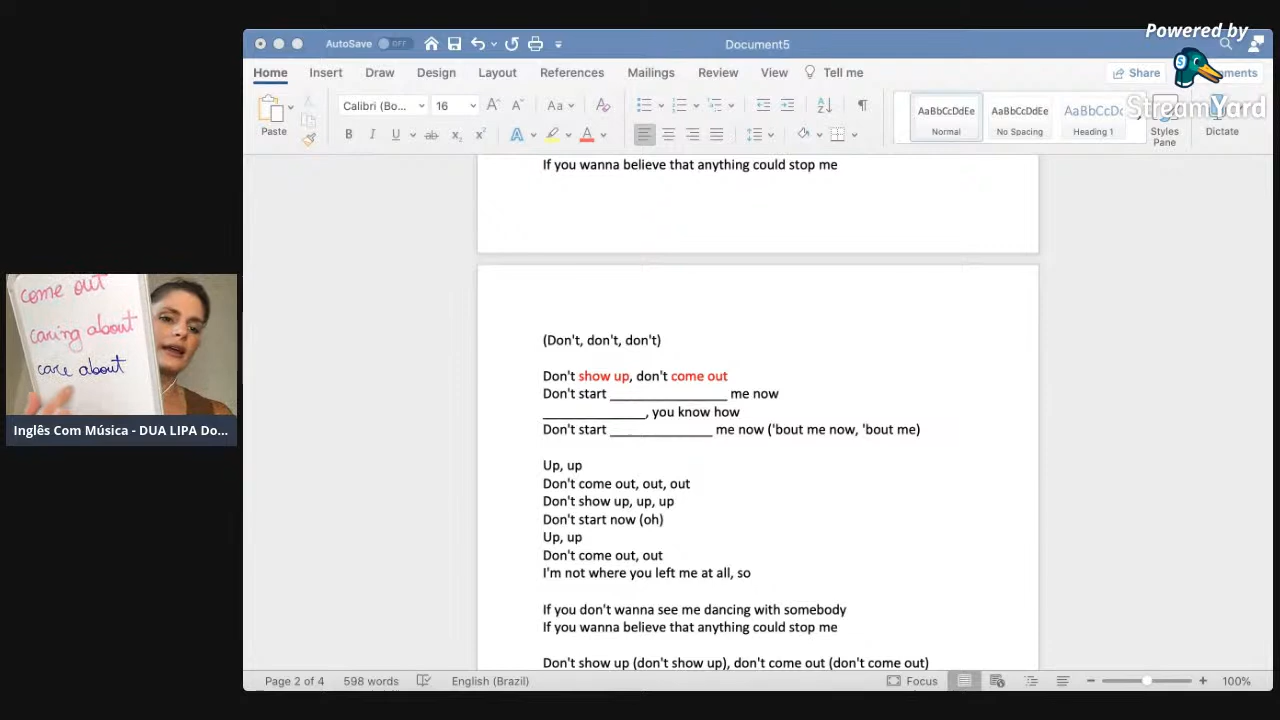 Powered by
StreamYard
AutoSave OFF
Document5
Home Insert Draw Design Layout References Mailings Review View Tell me
Share
Paste
Calibri (Bo... 16
AaBbCcDdEe
Normal
AaBbCcDdEe
No Spacing
AaBbCcDc
Heading
Styles
Pane
Dictate
If you wanna believe that anything could stop me
(Don't, don't, don't)
Don't show up, don't come out
Don't start _________________ me now
_______________, you know how
Don't start _______________ me now ('bout me now, 'bout me)
Up, up
Don't come out, out, out
Don't show up, up, up
Don't start now (oh)
Up, up
Don't come out, out
I'm not where you left me at all, so
If you don't wanna see me dancing with somebody
If you wanna believe that anything could stop me
Don't show up (don't show up), don't come out (don't come out)
come out
caring about
care about
Inglês Com Música - DUA LIPA Do...
Page 2 of 4 598 words English (Brazil) Focus 100%